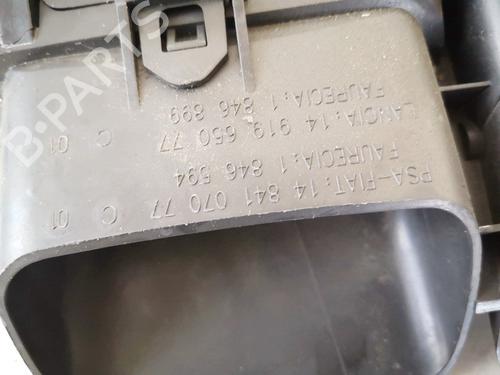 PSA-FIAT: 14 841 070 77 C 01
FAURECIA: 1 846 594
LANCIA: 14 919 650 77 C 01
FAURECIA: 1 846 899
B-PARTS